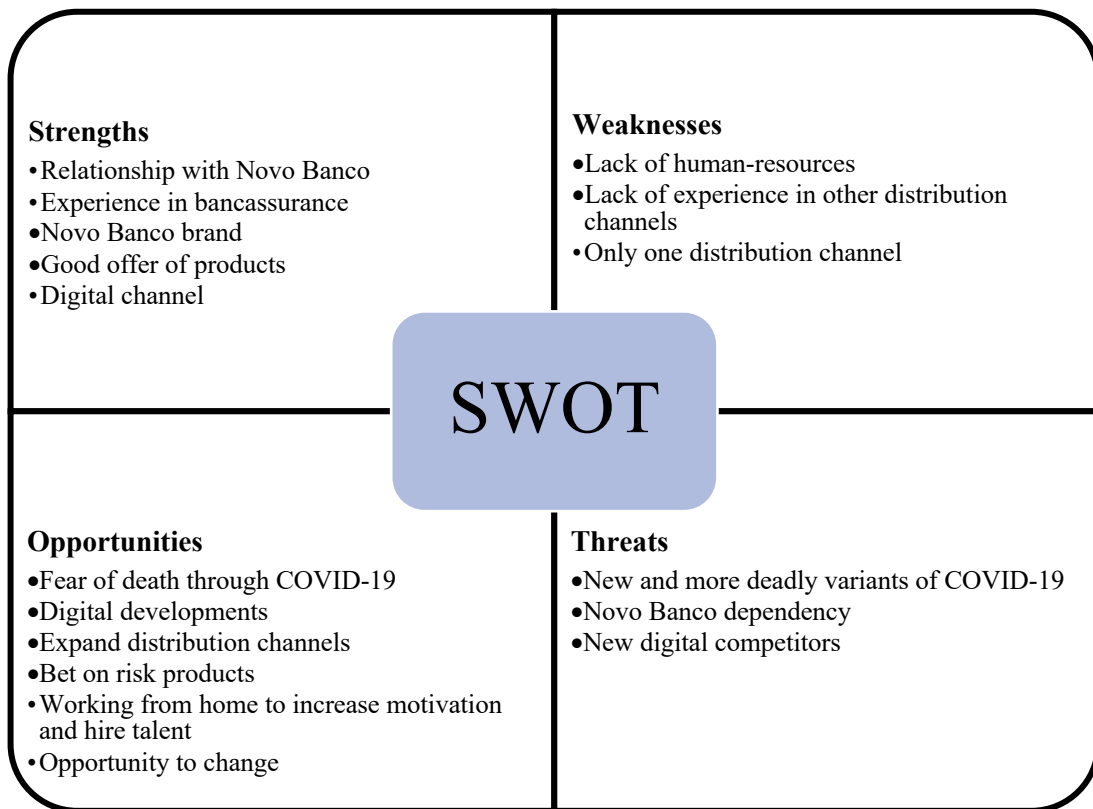 Strengths
•Relationship with Novo Banco
•Experience in bancassurance
•Novo Banco brand
•Good offer of products
•Digital channel
Weaknesses
•Lack of human-resources
•Lack of experience in other distribution
channels
•Only one distribution channel
SWOT
Opportunities
•Fear of death through COVID-19
•Digital developments
•Expand distribution channels
•Bet on risk products
•Working from home to increase motivation
and hire talent
•Opportunity to change
Threats
•New and more deadly variants of COVID-19
•Novo Banco dependency
•New digital competitors